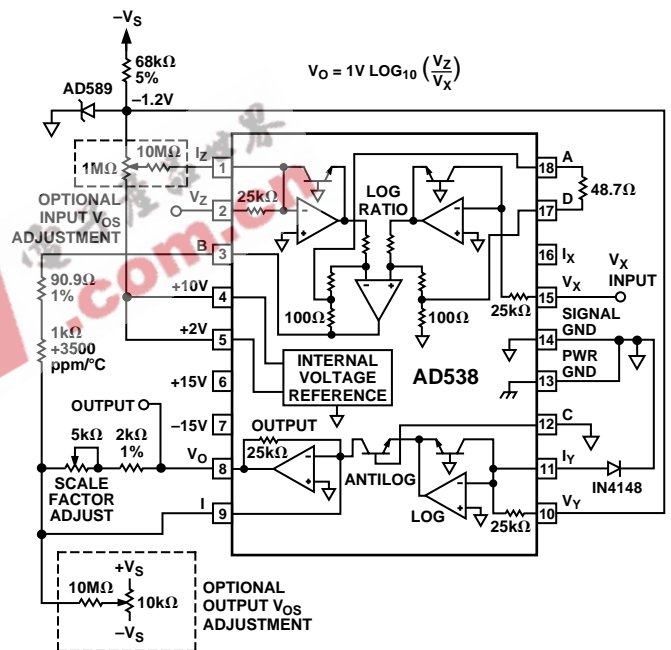 –VS
68kΩ
5%
AD589
–1.2V
VO = 1V LOG10 (VZ/VX)
10MΩ
1MΩ
OPTIONAL
INPUT VOS
ADJUSTMENT
IZ
1
VZ
2
25kΩ
B
3
90.9Ω
1%
+10V
4
1kΩ
+3500
ppm/°C
+2V
5
+15V
6
–15V
7
OUTPUT
5kΩ
2kΩ
1%
VO
8
SCALE
FACTOR
ADJUST
I
9
LOG
RATIO
100Ω
100Ω
INTERNAL
VOLTAGE
REFERENCE
AD538
OUTPUT
25kΩ
ANTILOG
LOG
25kΩ
25kΩ
18
A
48.7Ω
17
D
16
IX
15
VX
VX
INPUT
14
SIGNAL
GND
13
PWR
GND
12
C
11
IY
IN4148
10
VY
+VS
10MΩ
10kΩ
–VS
OPTIONAL
OUTPUT VOS
ADJUSTMENT
.com.cn